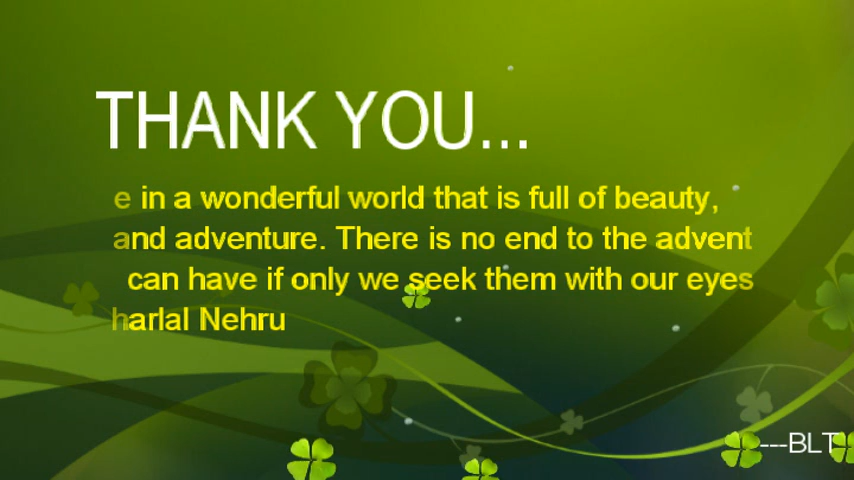 THANK YOU...
e in a wonderful world that is full of beauty,
and adventure. There is no end to the advent
can have if only we seek them with our eyes
harlal Nehru
---BLT